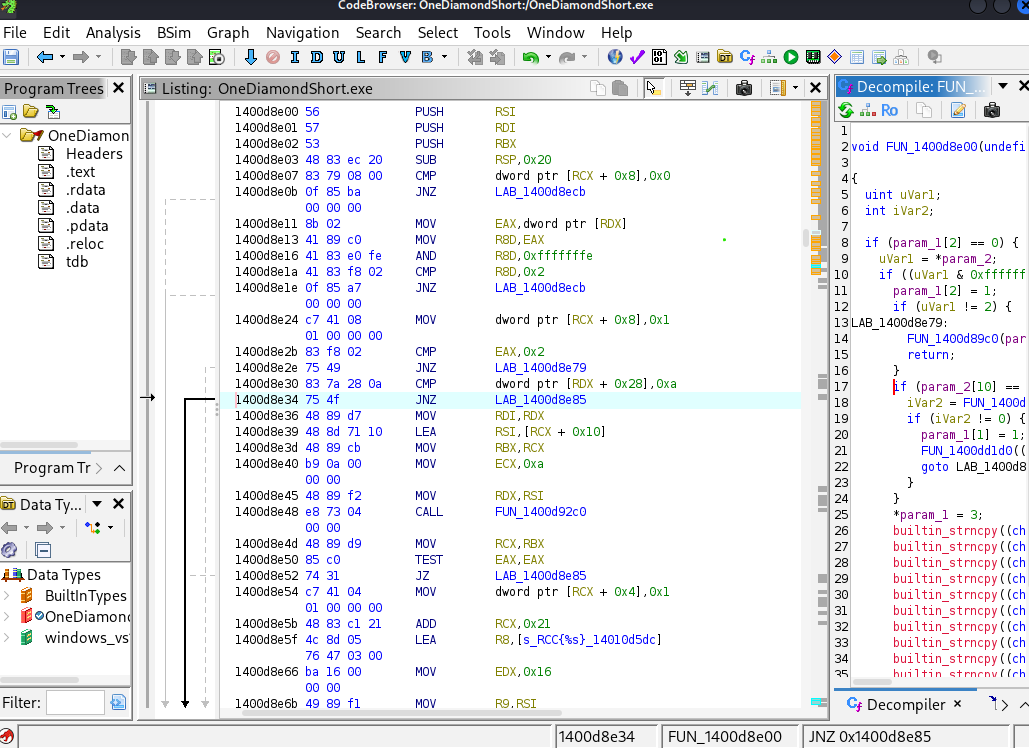 CodeBrowser: OneDiamondShort:/OneDiamondShort.exe
File Edit Analysis BSim Graph Navigation Search Select Tools Window Help
I D U L F V B
Program Trees
OneDiamon
Headers
.text
.rdata
.data
.pdata
.reloc
tdb
Program Tr
Data Ty...
Data Types
BuiltInTypes
OneDiamond
windows_vs
Filter:
Listing: OneDiamondShort.exe
1400d8e00 56 PUSH RSI
1400d8e01 57 PUSH RDI
1400d8e02 53 PUSH RBX
1400d8e03 48 83 ec 20 SUB RSP,0x20
1400d8e07 83 79 08 00 CMP dword ptr [RCX + 0x8],0x0
1400d8e0b 0f 85 ba JNZ LAB_1400d8ecb
00 00 00
1400d8e11 8b 02 MOV EAX,dword ptr [RDX]
1400d8e13 41 89 c0 MOV R8D,EAX
1400d8e16 41 83 e0 fe AND R8D,0xfffffffe
1400d8e1a 41 83 f8 02 CMP R8D,0x2
1400d8e1e 0f 85 a7 JNZ LAB_1400d8ecb
00 00 00
1400d8e24 c7 41 08 MOV dword ptr [RCX + 0x8],0x1
01 00 00 00
1400d8e2b 83 f8 02 CMP EAX,0x2
1400d8e2e 75 49 JNZ LAB_1400d8e79
1400d8e30 83 7a 28 0a CMP dword ptr [RDX + 0x28],0xa
1400d8e34 75 4f JNZ LAB_1400d8e85
1400d8e36 48 89 d7 MOV RDI,RDX
1400d8e39 48 8d 71 10 LEA RSI,[RCX + 0x10]
1400d8e3d 48 89 cb MOV RBX,RCX
1400d8e40 b9 0a 00 MOV ECX,0xa
00 00
1400d8e45 48 89 f2 MOV RDX,RSI
1400d8e48 e8 73 04 CALL FUN_1400d92c0
00 00
1400d8e4d 48 89 d9 MOV RCX,RBX
1400d8e50 85 c0 TEST EAX,EAX
1400d8e52 74 31 JZ LAB_1400d8e85
1400d8e54 c7 41 04 MOV dword ptr [RCX + 0x4],0x1
01 00 00 00
1400d8e5b 48 83 c1 21 ADD RCX,0x21
1400d8e5f 4c 8d 05 LEA R8,[s_RCC{%s}_14010d5dc]
76 47 03 00
1400d8e66 ba 16 00 MOV EDX,0x16
00 00
1400d8e6b 49 89 f1 MOV R9,RSI
Decompile: FUN_...
Ro
1
2 void FUN_1400d8e00(undefi
3
4 {
5 uint uVar1;
6 int iVar2;
7
8 if (param_1[2] == 0) {
9 uVar1 = *param_2;
10 if ((uVar1 & 0xffffff
11 param_1[2] = 1;
12 if (uVar1 != 2) {
13 LAB_1400d8e79:
14 FUN_1400d89c0(par
15 return;
16 }
17 if (param_2[10] ==
18 iVar2 = FUN_1400d
19 if (iVar2 != 0) {
20 param_1[1] = 1;
21 FUN_1400dd1d0((
22 goto LAB_1400d8
23 }
24 }
25 *param_1 = 3;
26 builtin_strncpy((ch
27 builtin_strncpy((ch
28 builtin_strncpy((ch
29 builtin_strncpy((ch
30 builtin_strncpy((ch
31 builtin_strncpy((ch
32 builtin_strncpy((ch
33 builtin_strncpy((ch
34 builtin_strncpy((ch
35 builtin_strncpy((ch
Decompiler
1400d8e34 FUN_1400d8e00 JNZ 0x1400d8e85